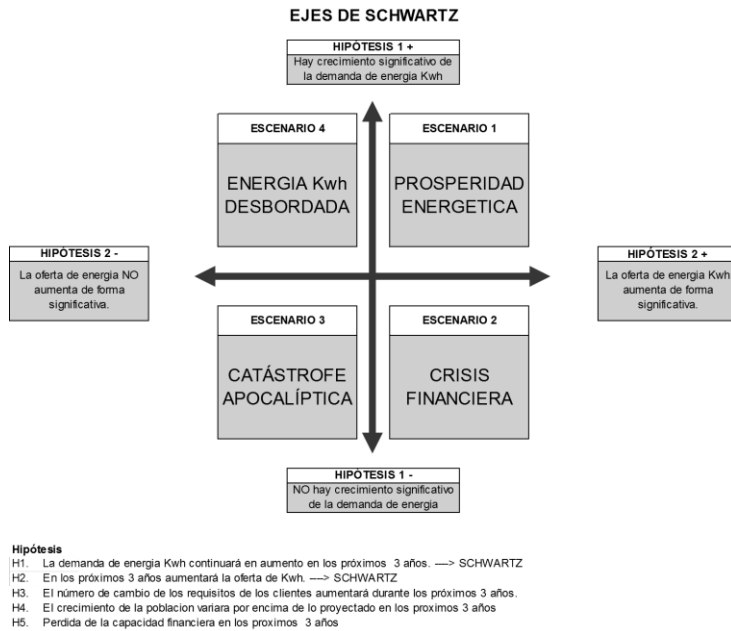 EJES DE SCHWARTZ
HIPÓTESIS 1 +
Hay crecimiento significativo de
la demanda de energia Kwh
ESCENARIO 4
ENERGIA Kwh
DESBORDADA
ESCENARIO 1
PROSPERIDAD
ENERGETICA
HIPÓTESIS 2 -
La oferta de energia NO
aumenta de forma
significativa.
HIPÓTESIS 2 +
La oferta de energia Kwh
aumenta de forma
significativa.
ESCENARIO 3
CATÁSTROFE
APOCALÍPTICA
ESCENARIO 2
CRISIS
FINANCIERA
HIPÓTESIS 1 -
NO hay crecimiento significativo
de la demanda de energia
Hipótesis
H1. La demanda de energia Kwh continuará en aumento en los próximos 3 años. ----> SCHWARTZ
H2. En los próximos 3 años aumentará la oferta de Kwh. ----> SCHWARTZ
H3. El número de cambio de los requisitos de los clientes aumentará durante los próximos 3 años.
H4. El crecimiento de la poblacion variara por encima de lo proyectado en los proximos 3 años
H5. Perdida de la capacidad financiera en los proximos 3 años